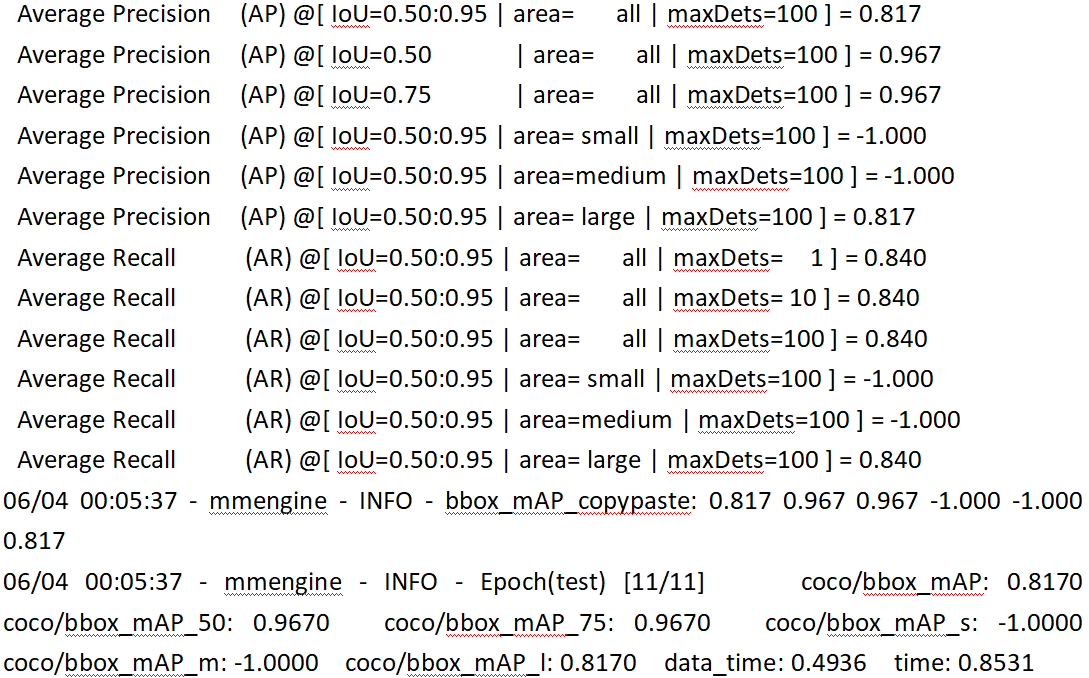 Average Precision (AP) @[ IoU=0.50:0.95 | area= all | maxDets=100 ] = 0.817
Average Precision (AP) @[ IoU=0.50 | area= all | maxDets=100 ] = 0.967
Average Precision (AP) @[ IoU=0.75 | area= all | maxDets=100 ] = 0.967
Average Precision (AP) @[ IoU=0.50:0.95 | area= small | maxDets=100 ] = -1.000
Average Precision (AP) @[ IoU=0.50:0.95 | area=medium | maxDets=100 ] = -1.000
Average Precision (AP) @[ IoU=0.50:0.95 | area= large | maxDets=100 ] = 0.817
Average Recall (AR) @[ IoU=0.50:0.95 | area= all | maxDets= 1 ] = 0.840
Average Recall (AR) @[ IoU=0.50:0.95 | area= all | maxDets= 10 ] = 0.840
Average Recall (AR) @[ IoU=0.50:0.95 | area= all | maxDets=100 ] = 0.840
Average Recall (AR) @[ IoU=0.50:0.95 | area= small | maxDets=100 ] = -1.000
Average Recall (AR) @[ IoU=0.50:0.95 | area=medium | maxDets=100 ] = -1.000
Average Recall (AR) @[ IoU=0.50:0.95 | area= large | maxDets=100 ] = 0.840
06/04 00:05:37 - mmengine - INFO - bbox_mAP_copypaste: 0.817 0.967 0.967 -1.000 -1.000
0.817
06/04 00:05:37 - mmengine - INFO - Epoch(test) [11/11] coco/bbox_mAP: 0.8170
coco/bbox_mAP_50: 0.9670 coco/bbox_mAP_75: 0.9670 coco/bbox_mAP_s: -1.0000
coco/bbox_mAP_m: -1.0000 coco/bbox_mAP_l: 0.8170 data_time: 0.4936 time: 0.8531